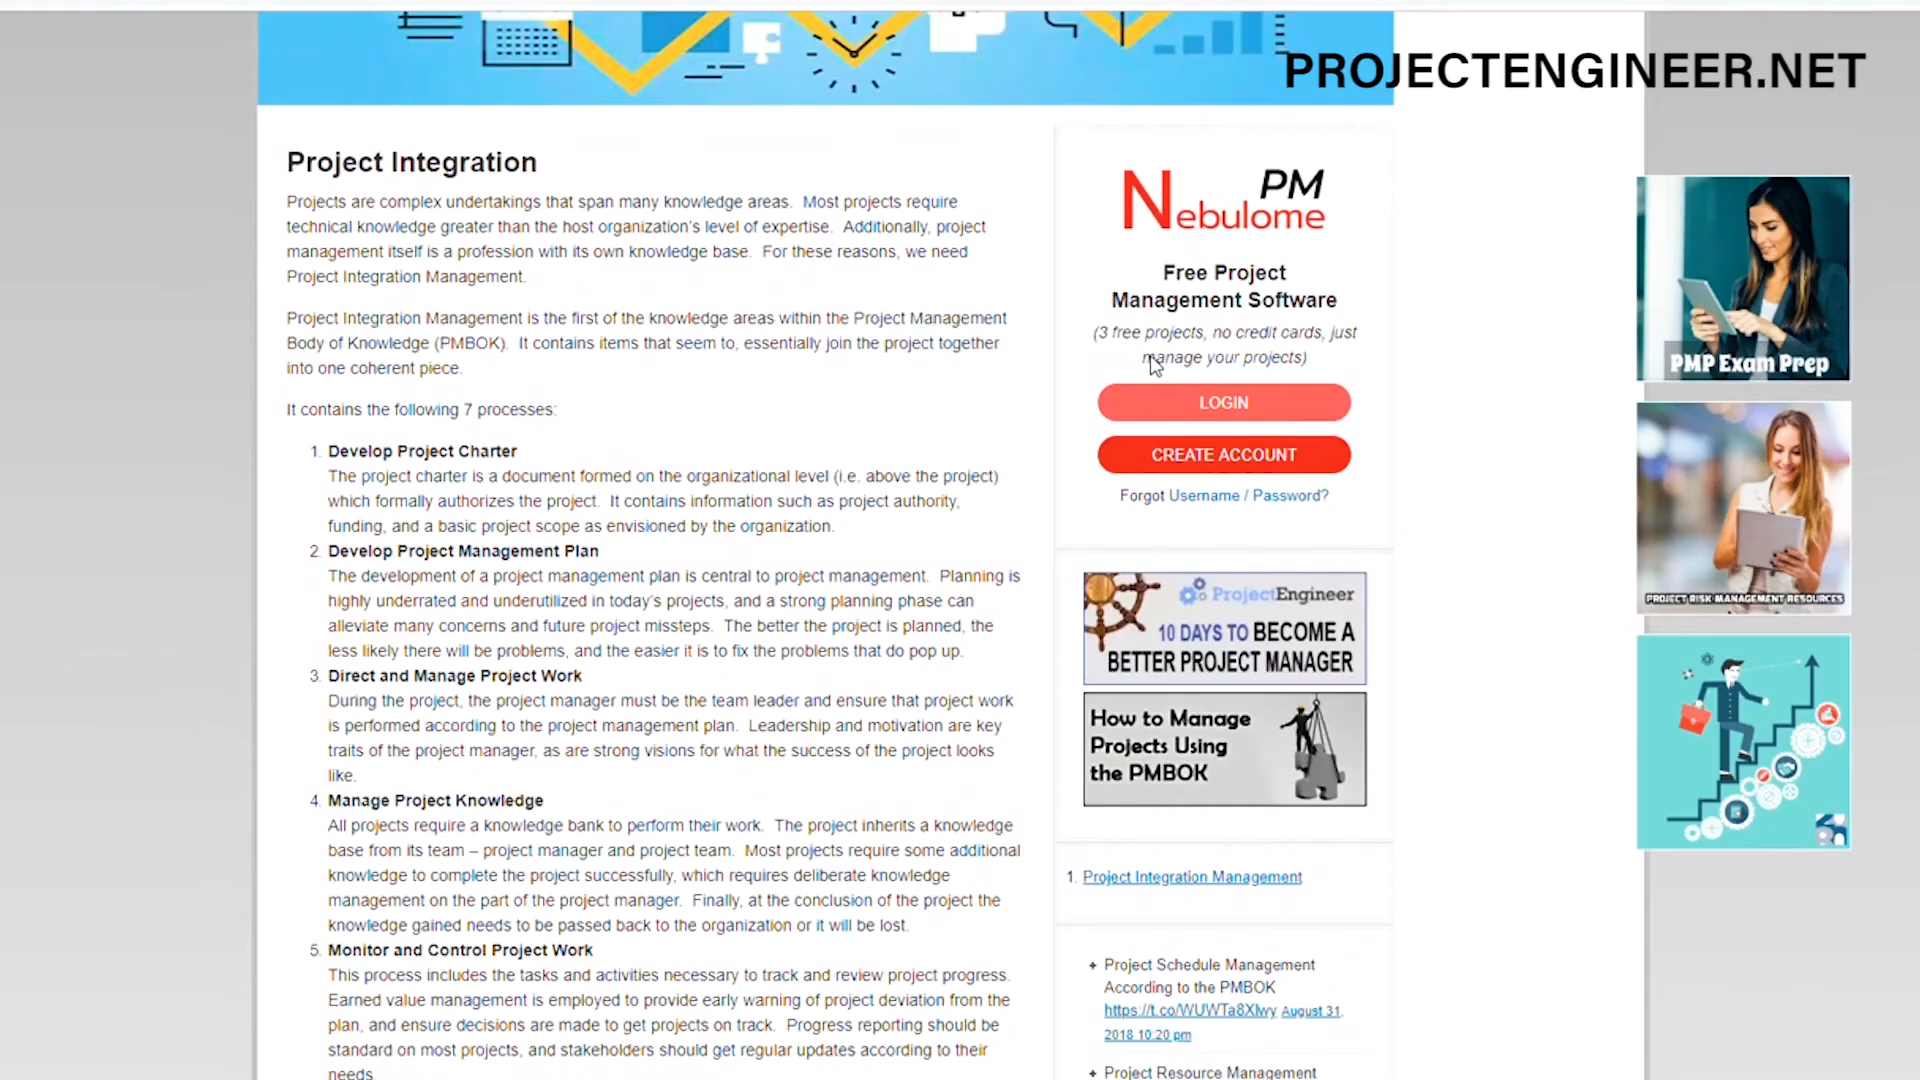 PROJECTENGINEER.NET
Project Integration
Projects are complex undertakings that span many knowledge areas.  Most projects require
technical knowledge greater than the host organization's level of expertise.  Additionally, project
management itself is a profession with its own knowledge base.  For these reasons, we need
Project Integration Management.
Project Integration Management is the first of the knowledge areas within the Project Management
Body of Knowledge (PMBOK).  It contains items that seem to, essentially join the project together
into one coherent piece.
It contains the following 7 processes:
1. Develop Project Charter
The project charter is a document formed on the organizational level (i.e. above the project)
which formally authorizes the project.  It contains information such as project authority,
funding, and a basic project scope as envisioned by the organization.
2. Develop Project Management Plan
The development of a project management plan is central to project management.  Planning is
highly underrated and underutilized in today's projects, and a strong planning phase can
alleviate many concerns and future project missteps.  The better the project is planned, the
less likely there will be problems, and the easier it is to fix the problems that do pop up.
3. Direct and Manage Project Work
During the project, the project manager must be the team leader and ensure that project work
is performed according to the project management plan.  Leadership and motivation are key
traits of the project manager, as are strong visions for what the success of the project looks
like.
4. Manage Project Knowledge
All projects require a knowledge bank to perform their work.  The project inherits a knowledge
base from its team – project manager and project team.  Most projects require some additional
knowledge to complete the project successfully, which requires deliberate knowledge
management on the part of the project manager.  Finally, at the conclusion of the project the
knowledge gained needs to be passed back to the organization or it will be lost.
5. Monitor and Control Project Work
This process includes the tasks and activities necessary to track and review project progress.
Earned value management is employed to provide early warning of project deviation from the
plan, and ensure decisions are made to get projects on track.  Progress reporting should be
standard on most projects, and stakeholders should get regular updates according to their
needs.
PM
Nebulome
Free Project
Management Software
(3 free projects, no credit cards, just
manage your projects)
LOGIN
CREATE ACCOUNT
Forgot Username / Password?
ProjectEngineer
10 DAYS TO BECOME A
BETTER PROJECT MANAGER
How to Manage
Projects Using
the PMBOK
1. Project Integration Management
+ Project Schedule Management
According to the PMBOK
https://t.co/WUWTa8XIwy August 31,
2018 10:20 pm
+ Project Resource Management
PMP Exam Prep
PROJECT RISK MANAGEMENT RESOURCES